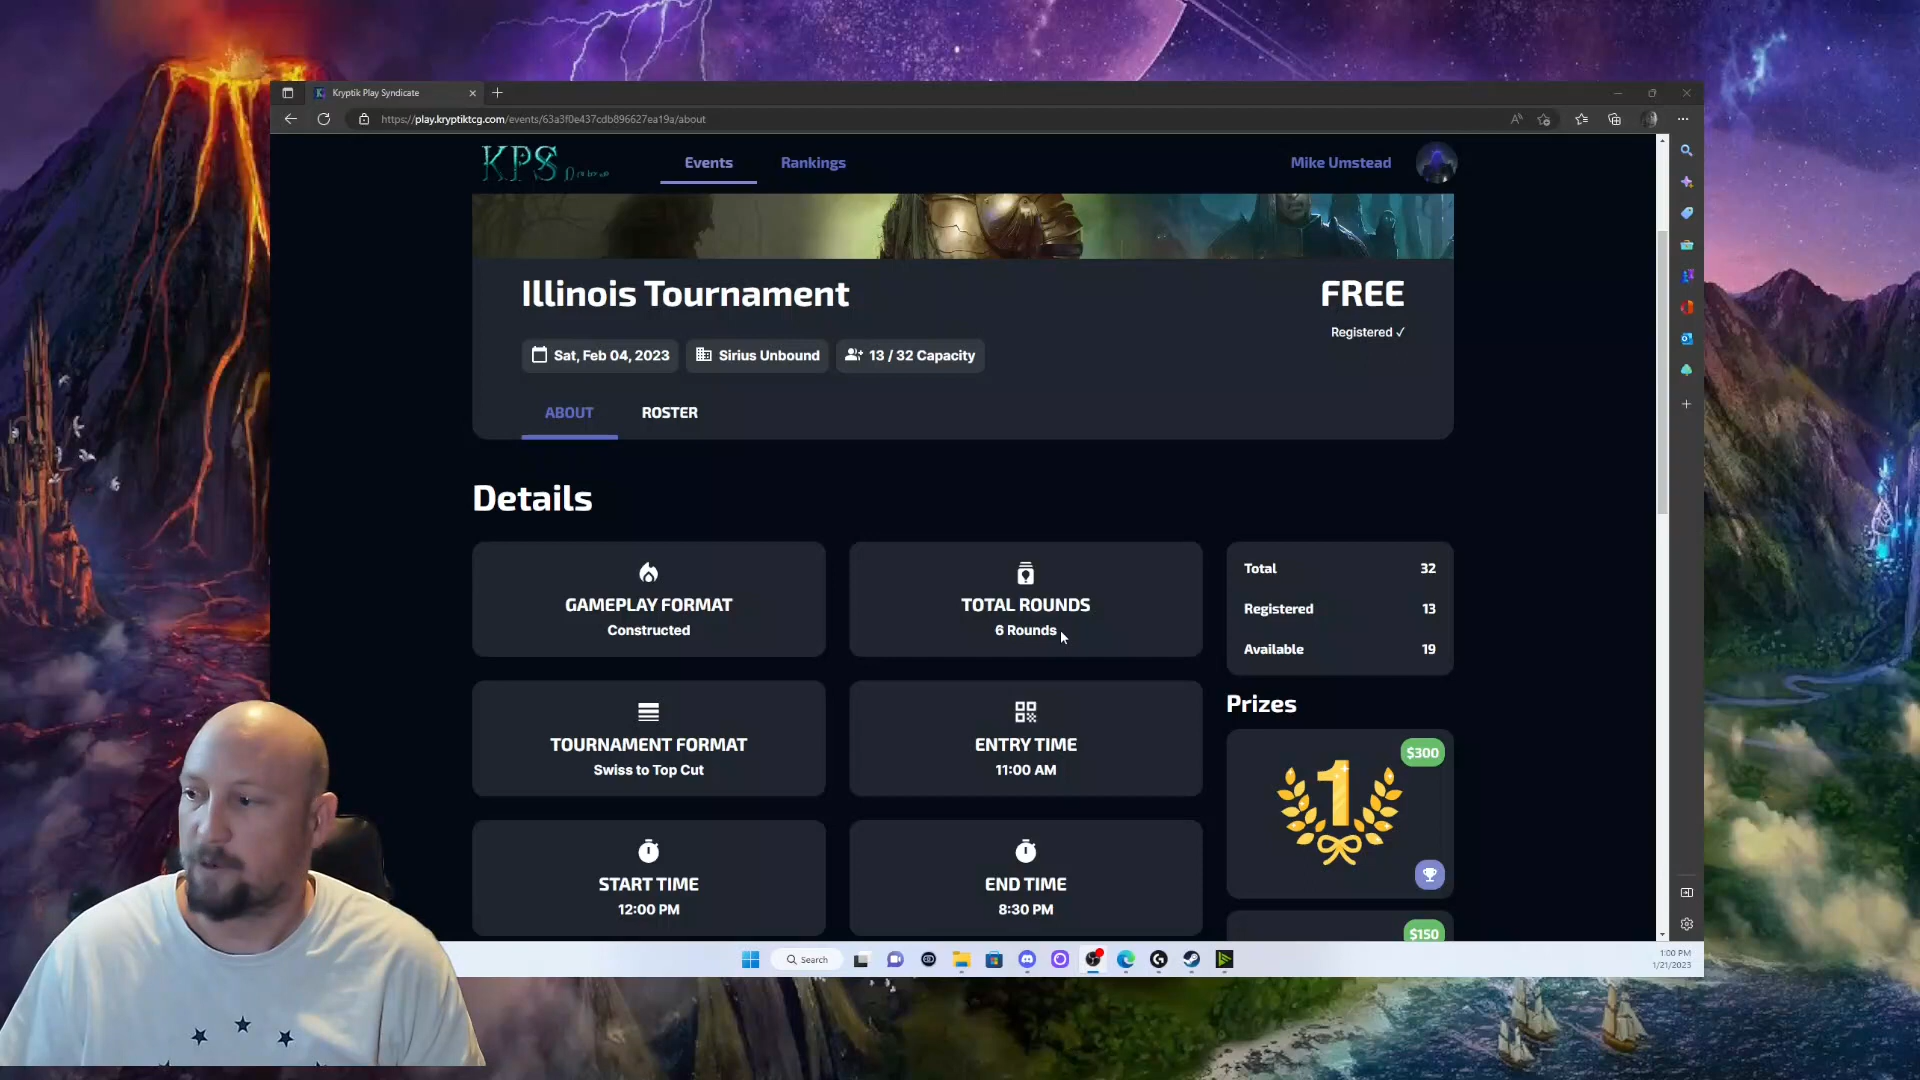 Kryptik Play Syndicate
https://play.kryptiktcg.com/events/63a3f0e437cdb896627ea19a/about
KPS
Events
Rankings
Mike Umstead
Illinois Tournament
FREE
Registered ✓
Sat, Feb 04, 2023
Sirius Unbound
13 / 32 Capacity
ABOUT
ROSTER
Details
GAMEPLAY FORMAT
Constructed
TOTAL ROUNDS
6 Rounds
Total 32
Registered 13
Available 19
TOURNAMENT FORMAT
Swiss to Top Cut
ENTRY TIME
11:00 AM
Prizes
$300
1
START TIME
12:00 PM
END TIME
8:30 PM
$150
Search
1:00 PM
1/21/2023